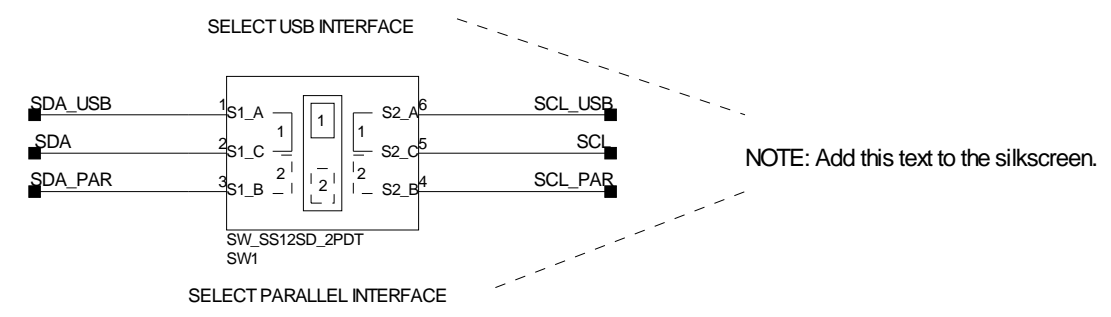 SELECT USB INTERFACE
SDA_USB 1 S1_A 1 S2_A 6 SCL_USB
1 1
SDA 2 S1_C S2_C 5 SCL
NOTE: Add this text to the silkscreen.
2 2 2
SDA_PAR 3 S1_B S2_B 4 SCL_PAR
SW_SS12SD_2PDT
SW1
SELECT PARALLEL INTERFACE